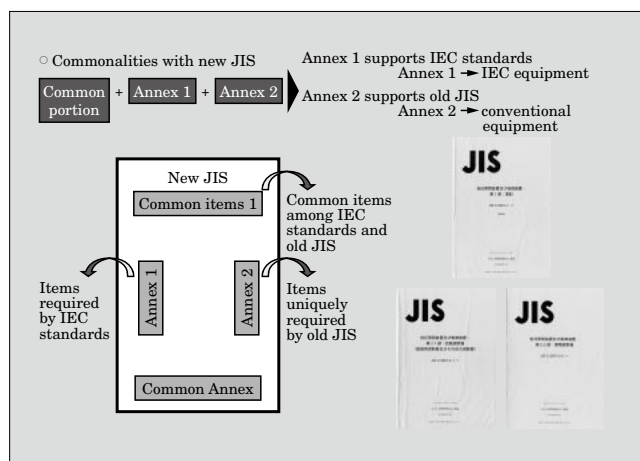 ○ Commonalities with new JIS
Common
portion
+
Annex 1
+
Annex 2
Annex 1 supports IEC standards
Annex 1 → IEC equipment
Annex 2 supports old JIS
Annex 2 → conventional
equipment
New JIS
Common items 1
Common items
among IEC
standards and
old JIS
Annex 1
Items
required
by IEC
standards
Annex 2
Items
uniquely
required
by old JIS
Common Annex
JIS
JIS
JIS